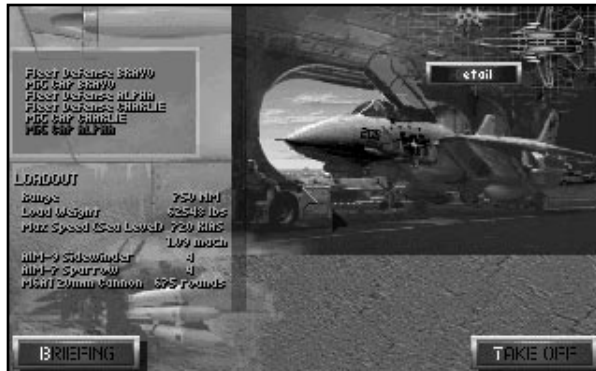 Fleet Defense BRAVO
MiG CAP BRAVO
Fleet Defense ALPHA
Fleet Defense CHARLIE
MiG CAP CHARLIE
MiG CAP ALPHA
etail
LOADOUT
Range 750 NM
Load Weight 62548 lbs
Max Speed (Sea Level) 720 KIAS
1.09 mach
AIM-9 Sidewinder 4
AIM-7 Sparrow 4
M61A1 20mm Cannon 675 rounds
BRIEFING
TAKE OFF